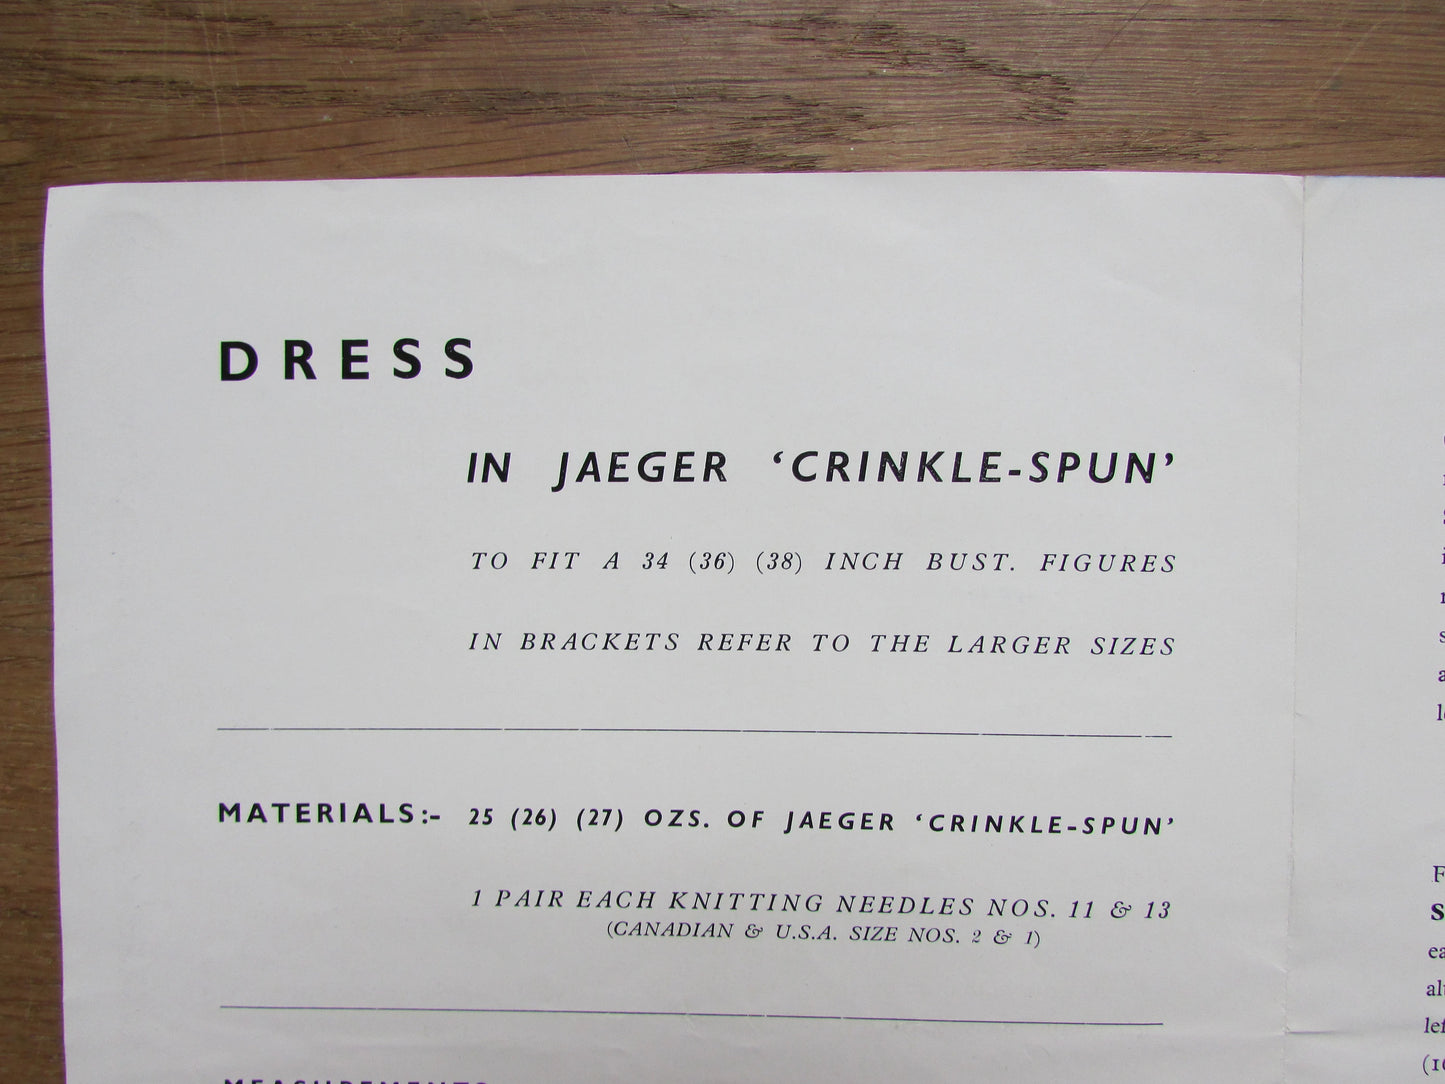 DRESS
IN JAEGER ‘CRINKLE-SPUN’
TO FIT A 34 (36) (38) INCH BUST. FIGURES
IN BRACKETS REFER TO THE LARGER SIZES
MATERIALS:- 25 (26) (27) OZS. OF JAEGER ‘CRINKLE-SPUN’
1 PAIR EACH KNITTING NEEDLES NOS. 11 & 13
(CANADIAN & U.S.A. SIZE NOS. 2 & 1)
MEASUREMENTS